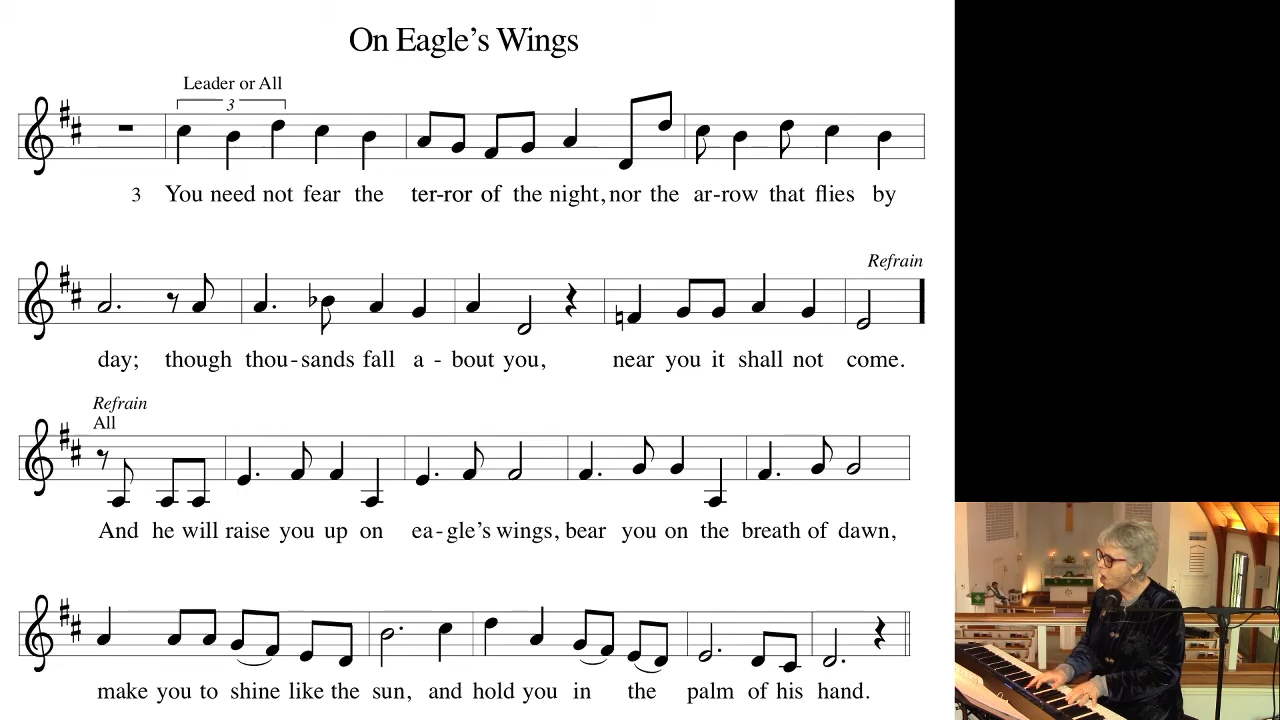 On Eagle's Wings
Leader or All
3
3 You need not fear the ter-ror of the night, nor the ar-row that flies by
Refrain
day; though thou-sands fall a - bout you, near you it shall not come.
Refrain
All
And he will raise you up on ea-gle's wings, bear you on the breath of dawn,
make you to shine like the sun, and hold you in the palm of his hand.